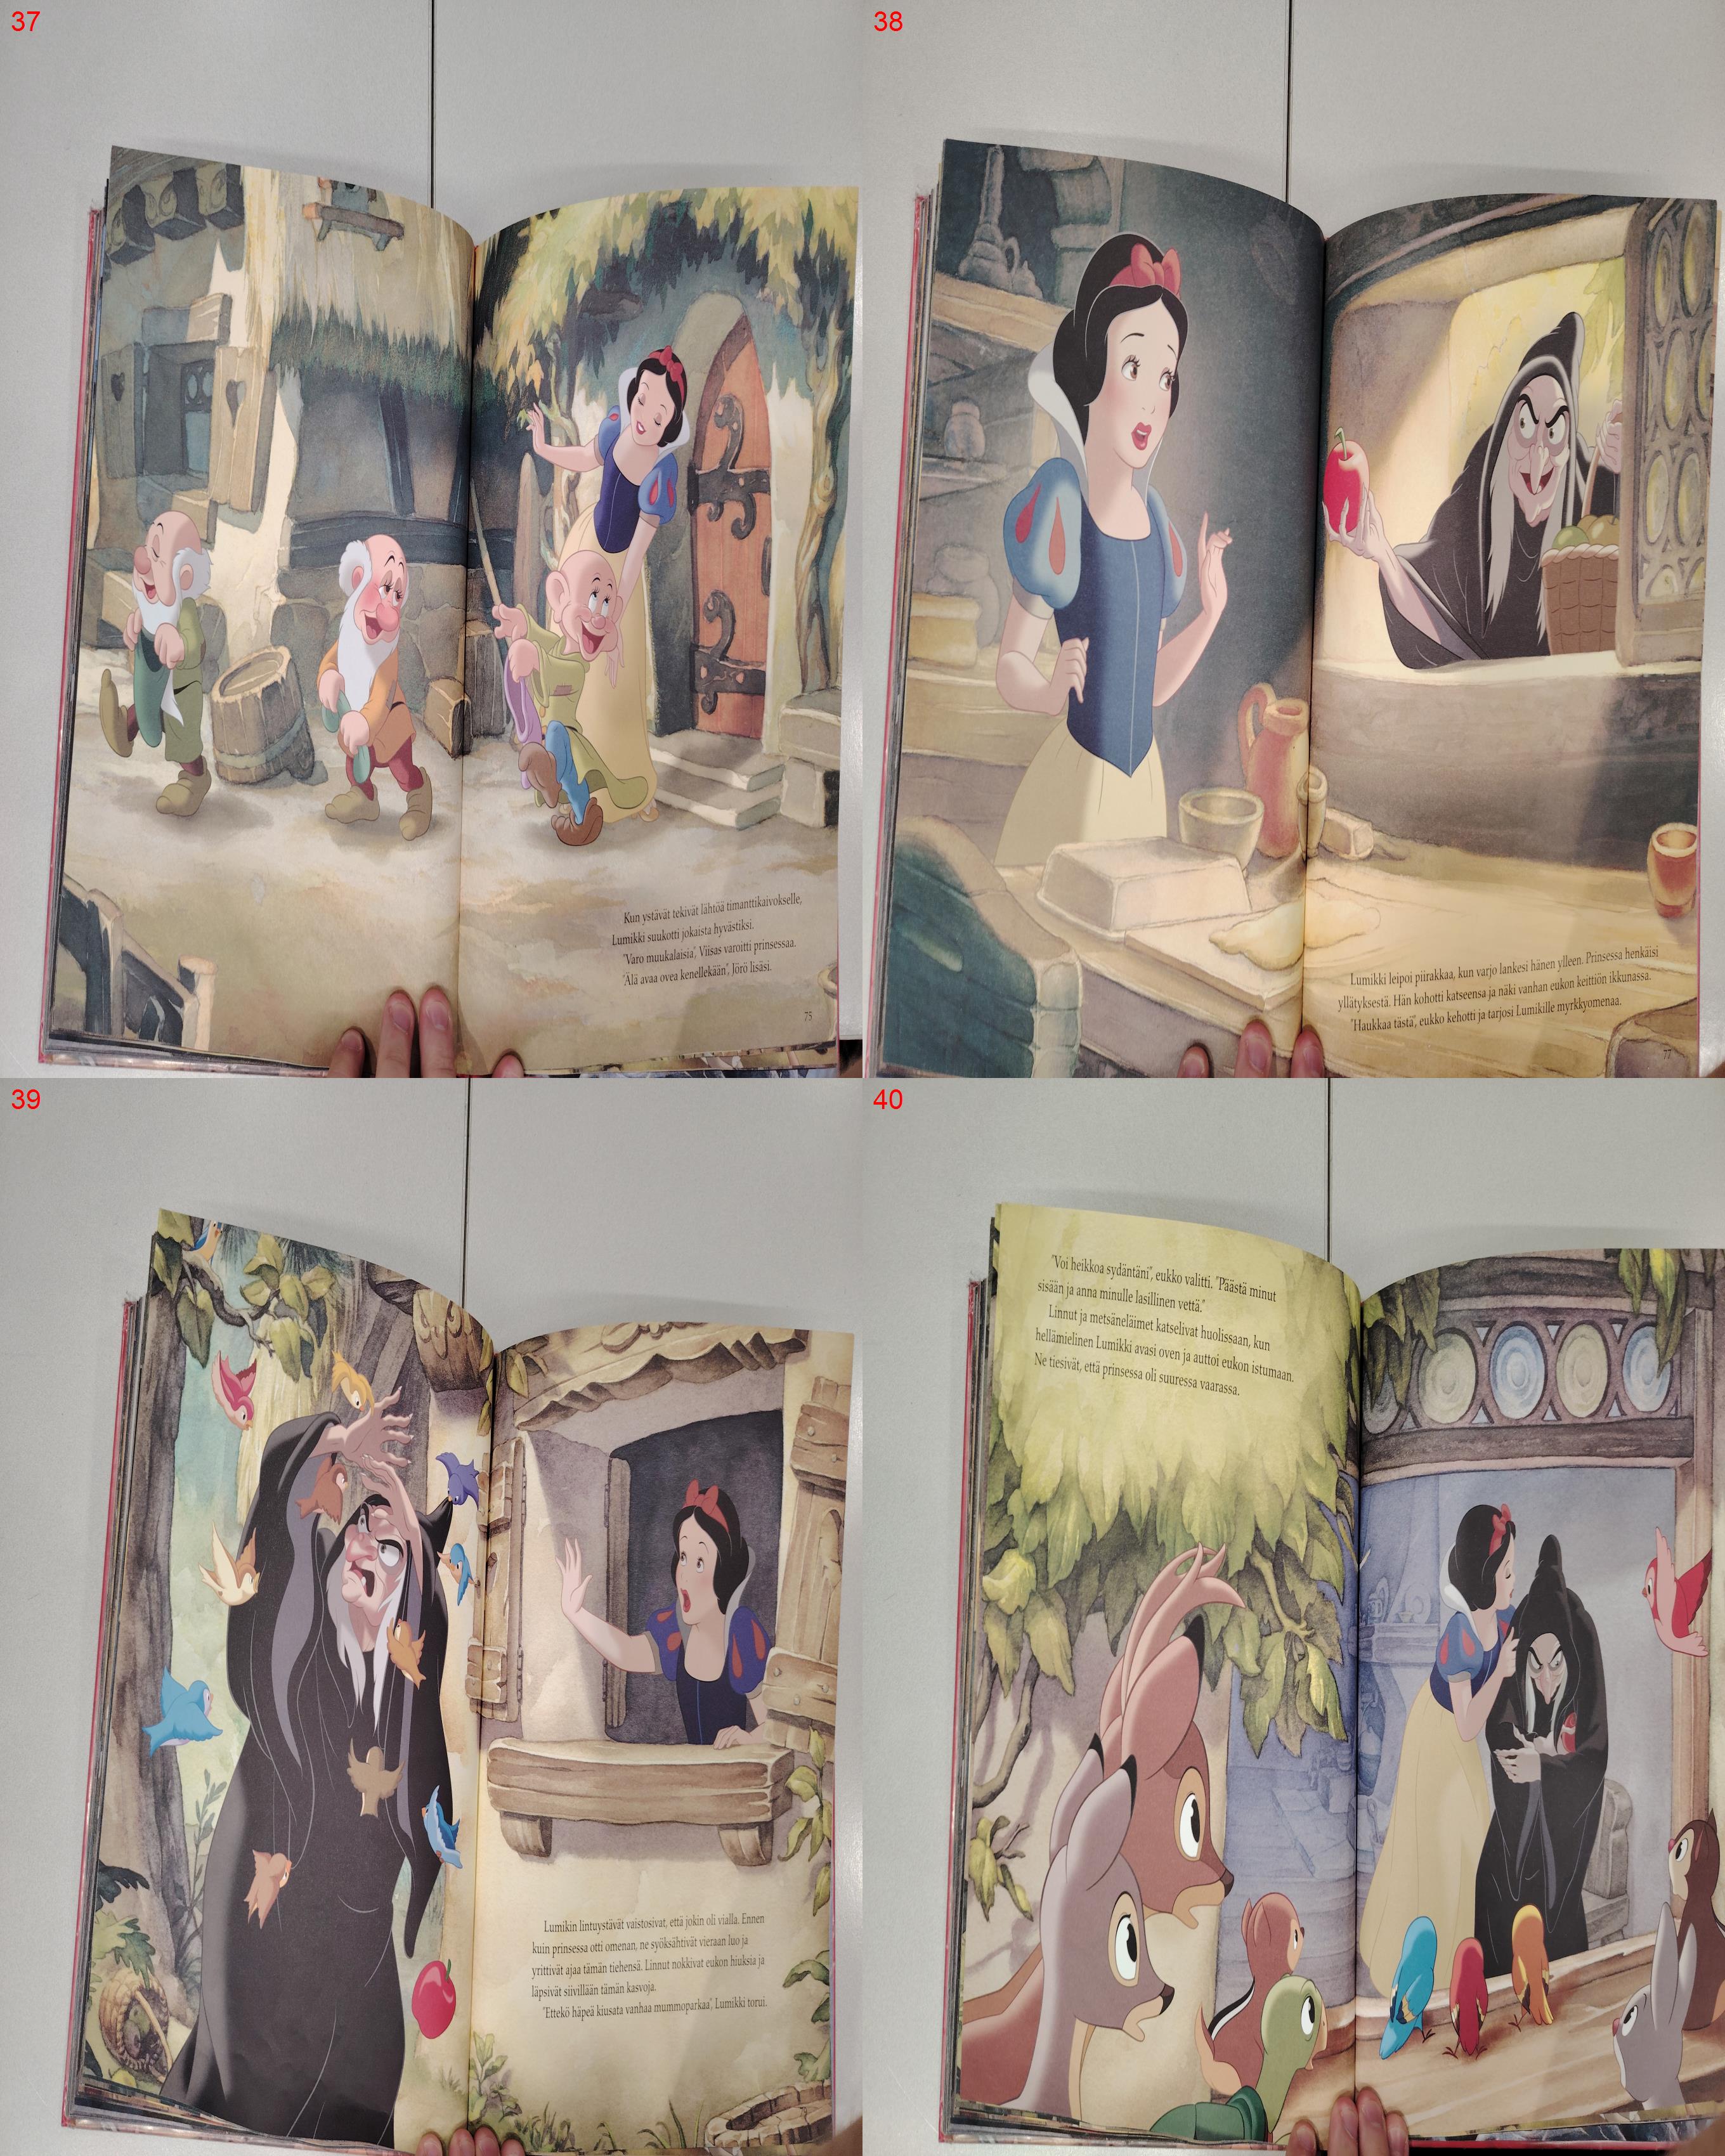 37
Kun ystävät tekivät lähtöä timanttikaivokselle,
Lumikki suukotti jokaista hyvästiksi.
"Varo muukalaisia", Viisas varoitti prinsessaa.
"Älä avaa ovea kenellekään", Jörö lisäsi.
75
38
Lumikki leipoi piirakkaa, kun varjo lankesi hänen ylleen. Prinsessa henkäisi
yllätyksestä. Hän kohotti katseensa ja näki vanhan eukon keittiön ikkunassa.
"Haukkaa tästä", eukko kehotti ja tarjosi Lumikille myrkkyomenaa.
77
39
Lumikin lintuystävät vaistosivat, että jokin oli vialla. Ennen
kuin prinsessa otti omenan, ne syöksähtivät vieraan luo ja
yrittivät ajaa tämän tiehensä. Linnut nokkivat eukon hiuksia ja
läpsivät siivillään tämän kasvoja.
"Ettekö häpeä kiusata vanhaa mummoparkaa", Lumikki torui.
40
"Voi heikkoa sydäntäni", eukko valitti. "Päästä minut
sisään ja anna minulle lasillinen vettä."
Linnut ja metsäneläimet katselivat huolissaan, kun
hellämielinen Lumikki avasi oven ja auttoi eukon istumaan.
Ne tiesivät, että prinsessa oli suuressa vaarassa.